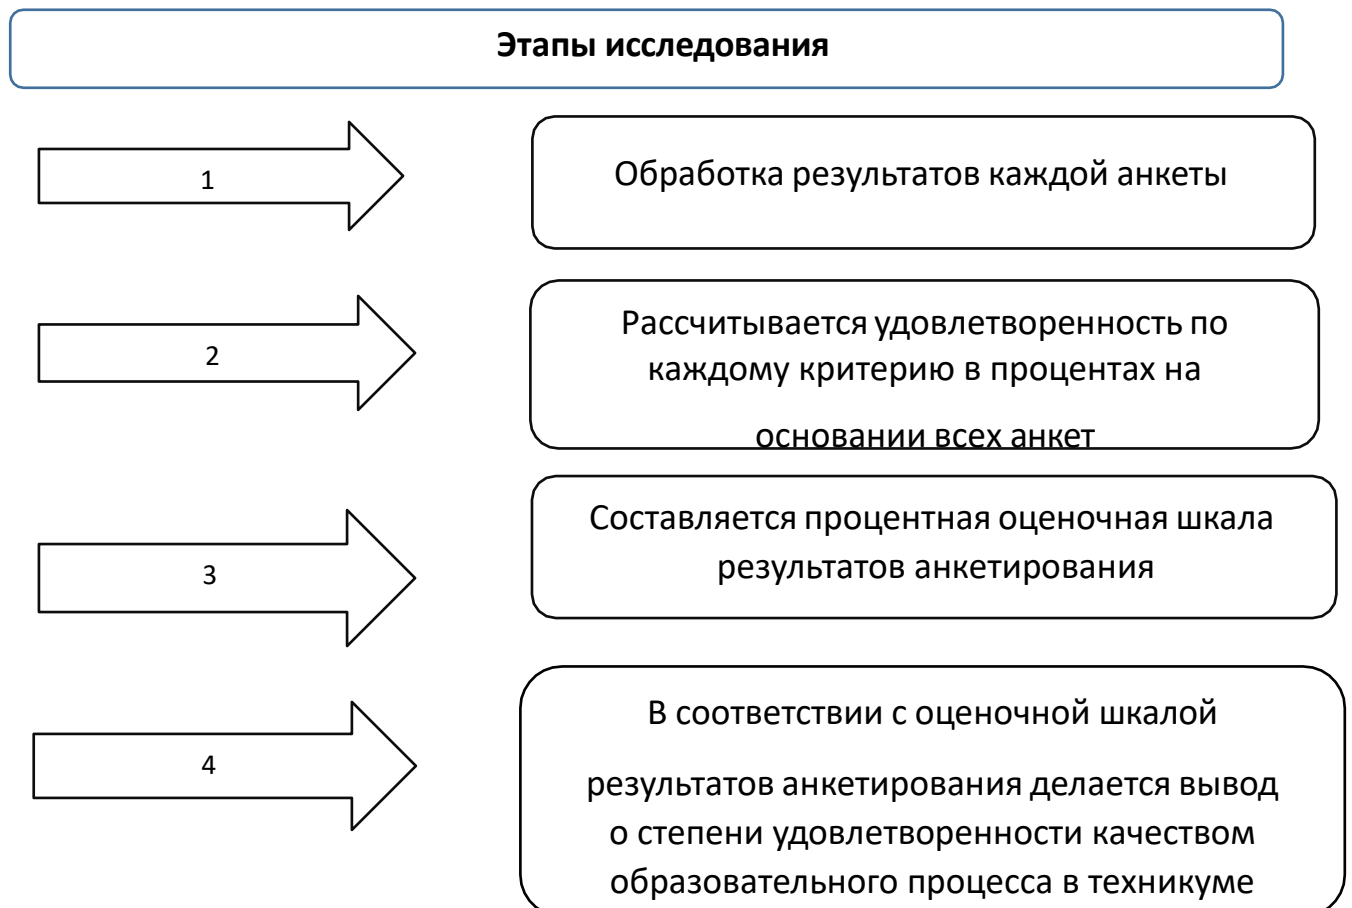 Этапы исследования
1
Обработка результатов каждой анкеты
2
Рассчитывается удовлетворенность по
каждому критерию в процентах на
основании всех анкет
3
Составляется процентная оценочная шкала
результатов анкетирования
4
В соответствии с оценочной шкалой
результатов анкетирования делается вывод
о степени удовлетворенности качеством
образовательного процесса в техникуме